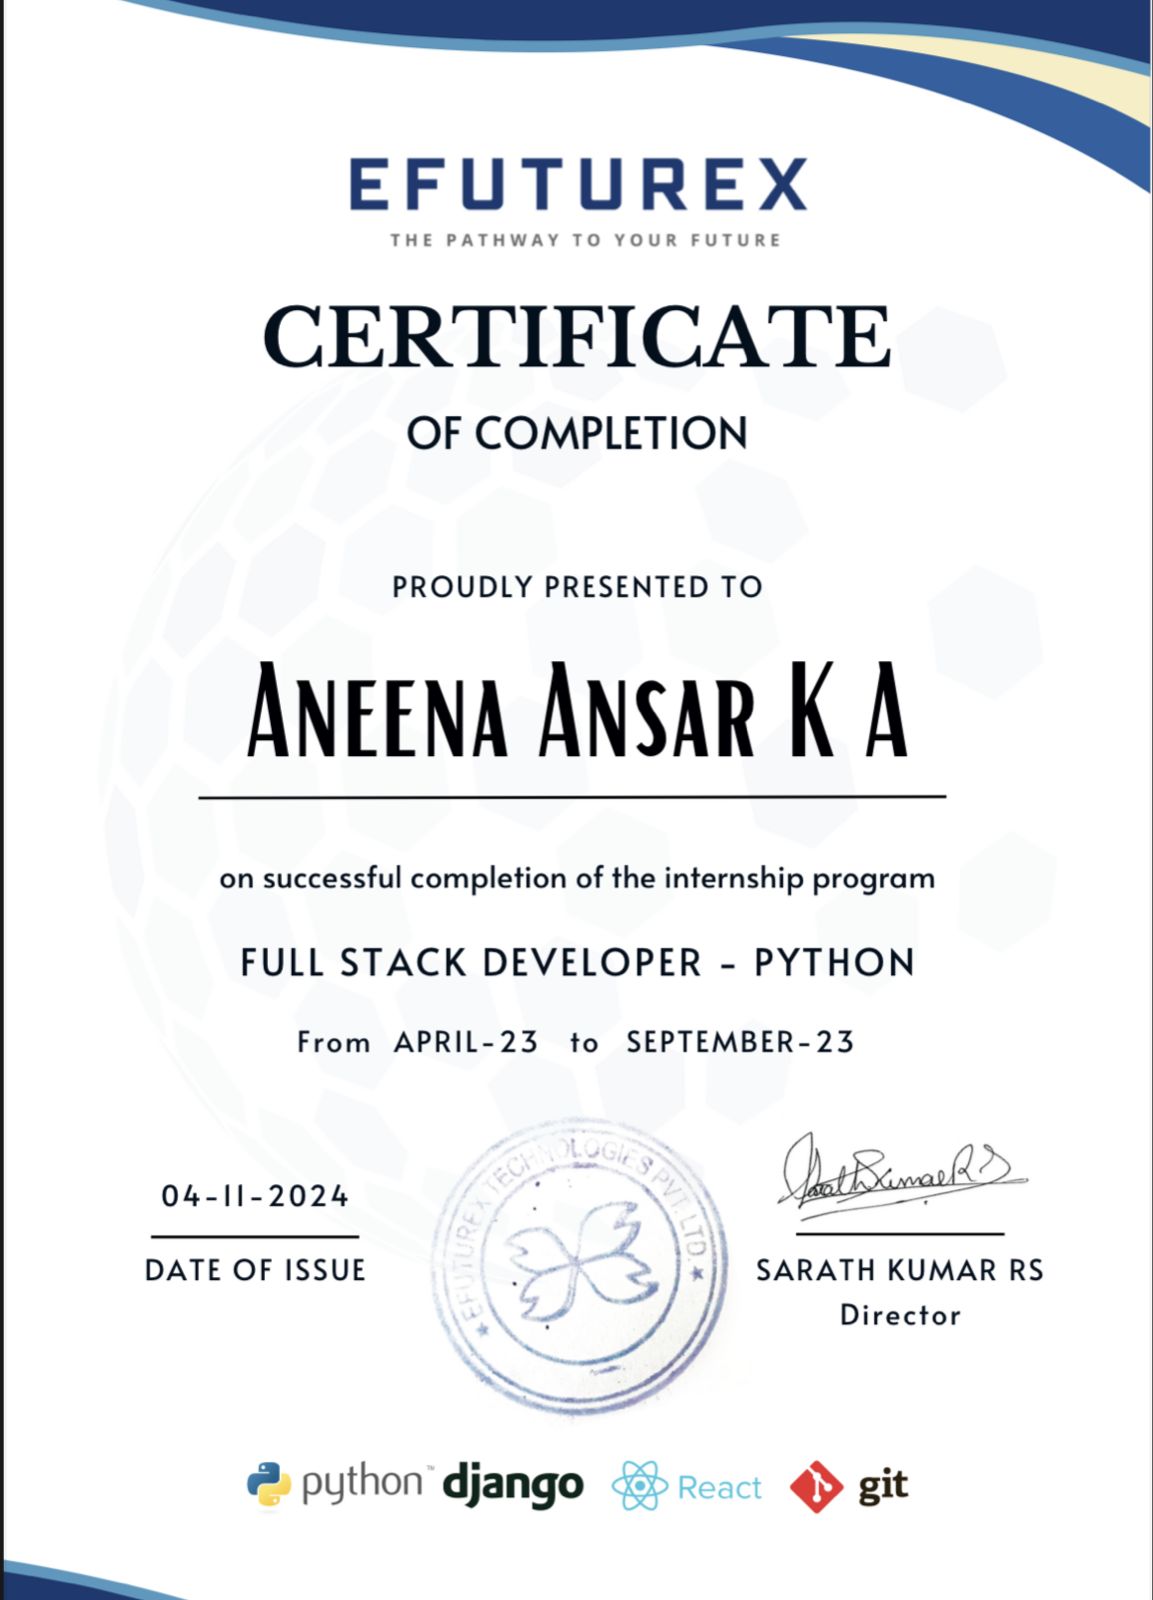 EFUTUREX
THE PATHWAY TO YOUR FUTURE
CERTIFICATE
OF COMPLETION
PROUDLY PRESENTED TO
ANEENA ANSAR K A
on successful completion of the internship program
FULL STACK DEVELOPER - PYTHON
From APRIL-23 to SEPTEMBER-23
EFUTUREX TECHNOLOGIES PVT. LTD.
Sarath Kumar R S
04-11-2024
DATE OF ISSUE
SARATH KUMAR RS
Director
python™ django React git